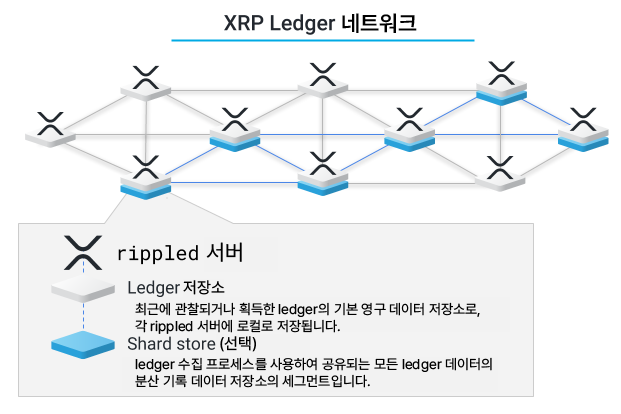 XRP Ledger 네트워크
rippled 서버
Ledger 저장소
최근에 관찰되거나 획득한 ledger의 기본 영구 데이터 저장소로,
각 rippled 서버에 로컬로 저장됩니다.
Shard store (선택)
ledger 수집 프로세스를 사용하여 공유되는 모든 ledger 데이터의
분산 기록 데이터 저장소의 세그먼트입니다.